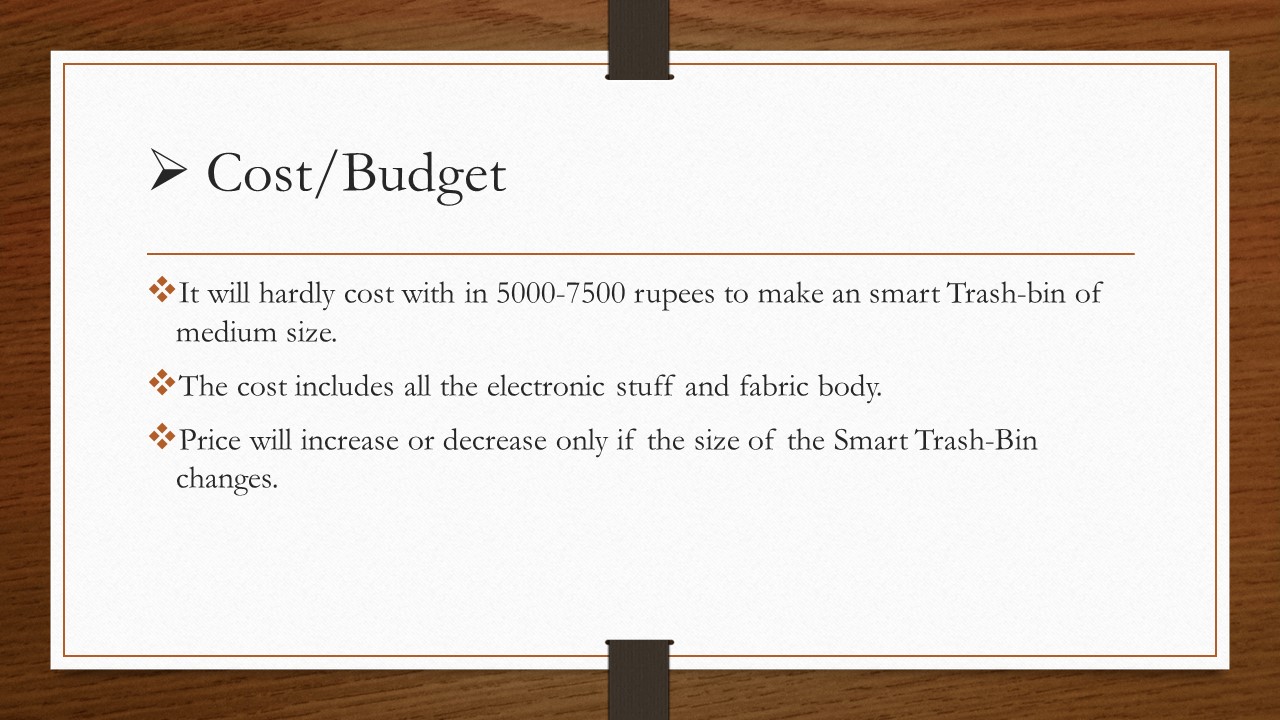 Cost/Budget
It will hardly cost with in 5000-7500 rupees to make an smart Trash-bin of
medium size.
The cost includes all the electronic stuff and fabric body.
Price will increase or decrease only if the size of the Smart Trash-Bin
changes.